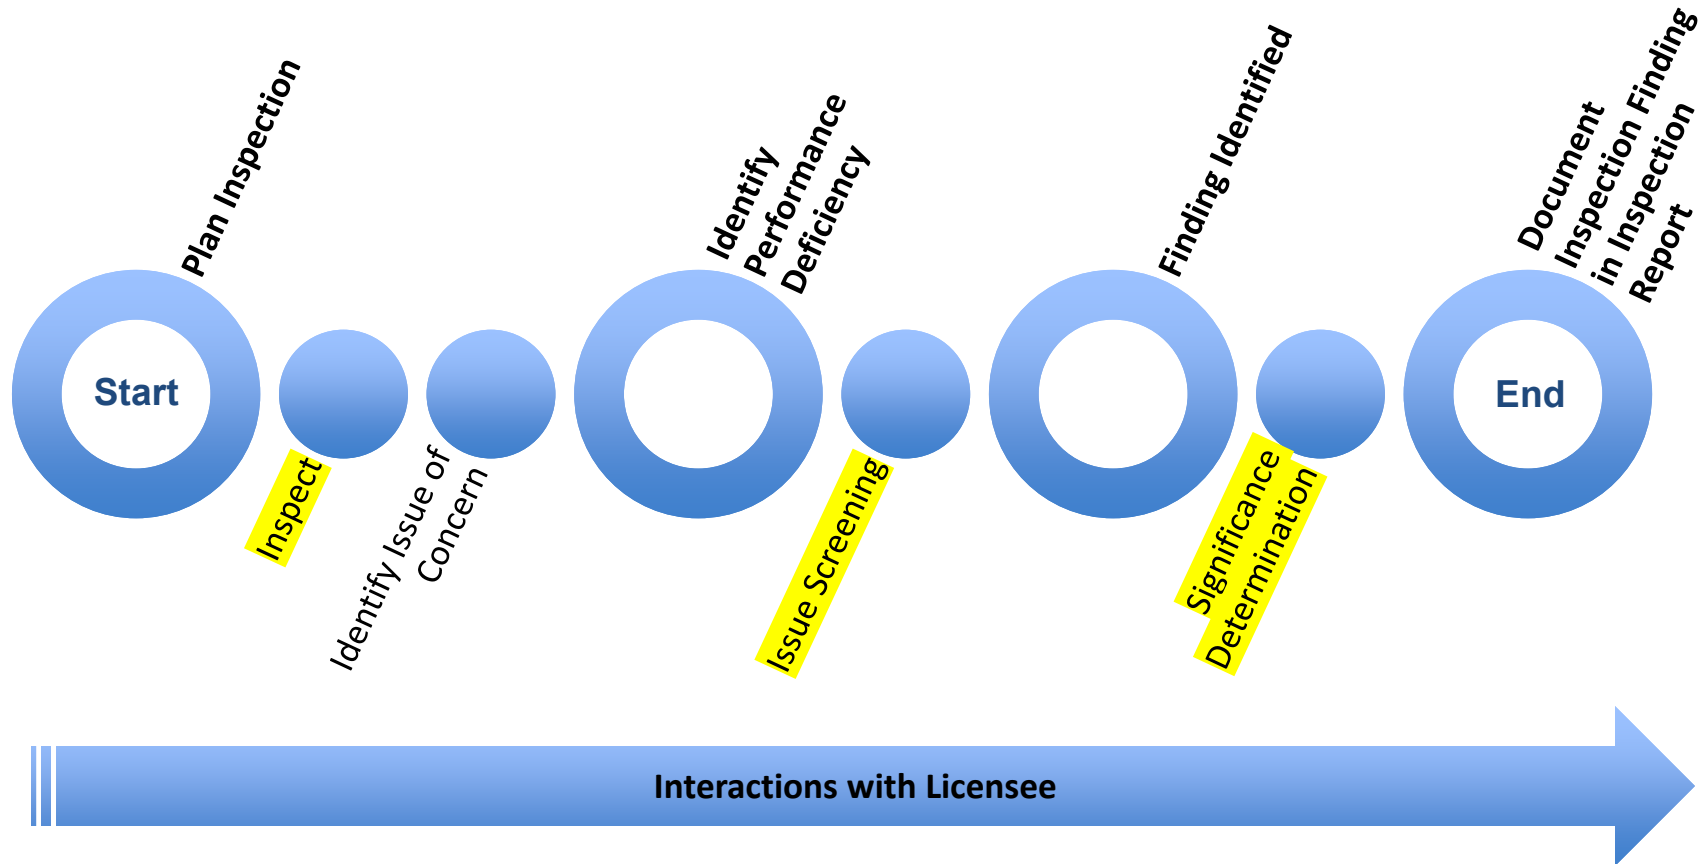 Plan Inspection
Start
Inspect
Identify Issue of
Concern
Identify
Performance
Deficiency
Issue Screening
Finding Identified
Significance
Determination
Document
Inspection Finding
in Inspection
Report
End
Interactions with Licensee